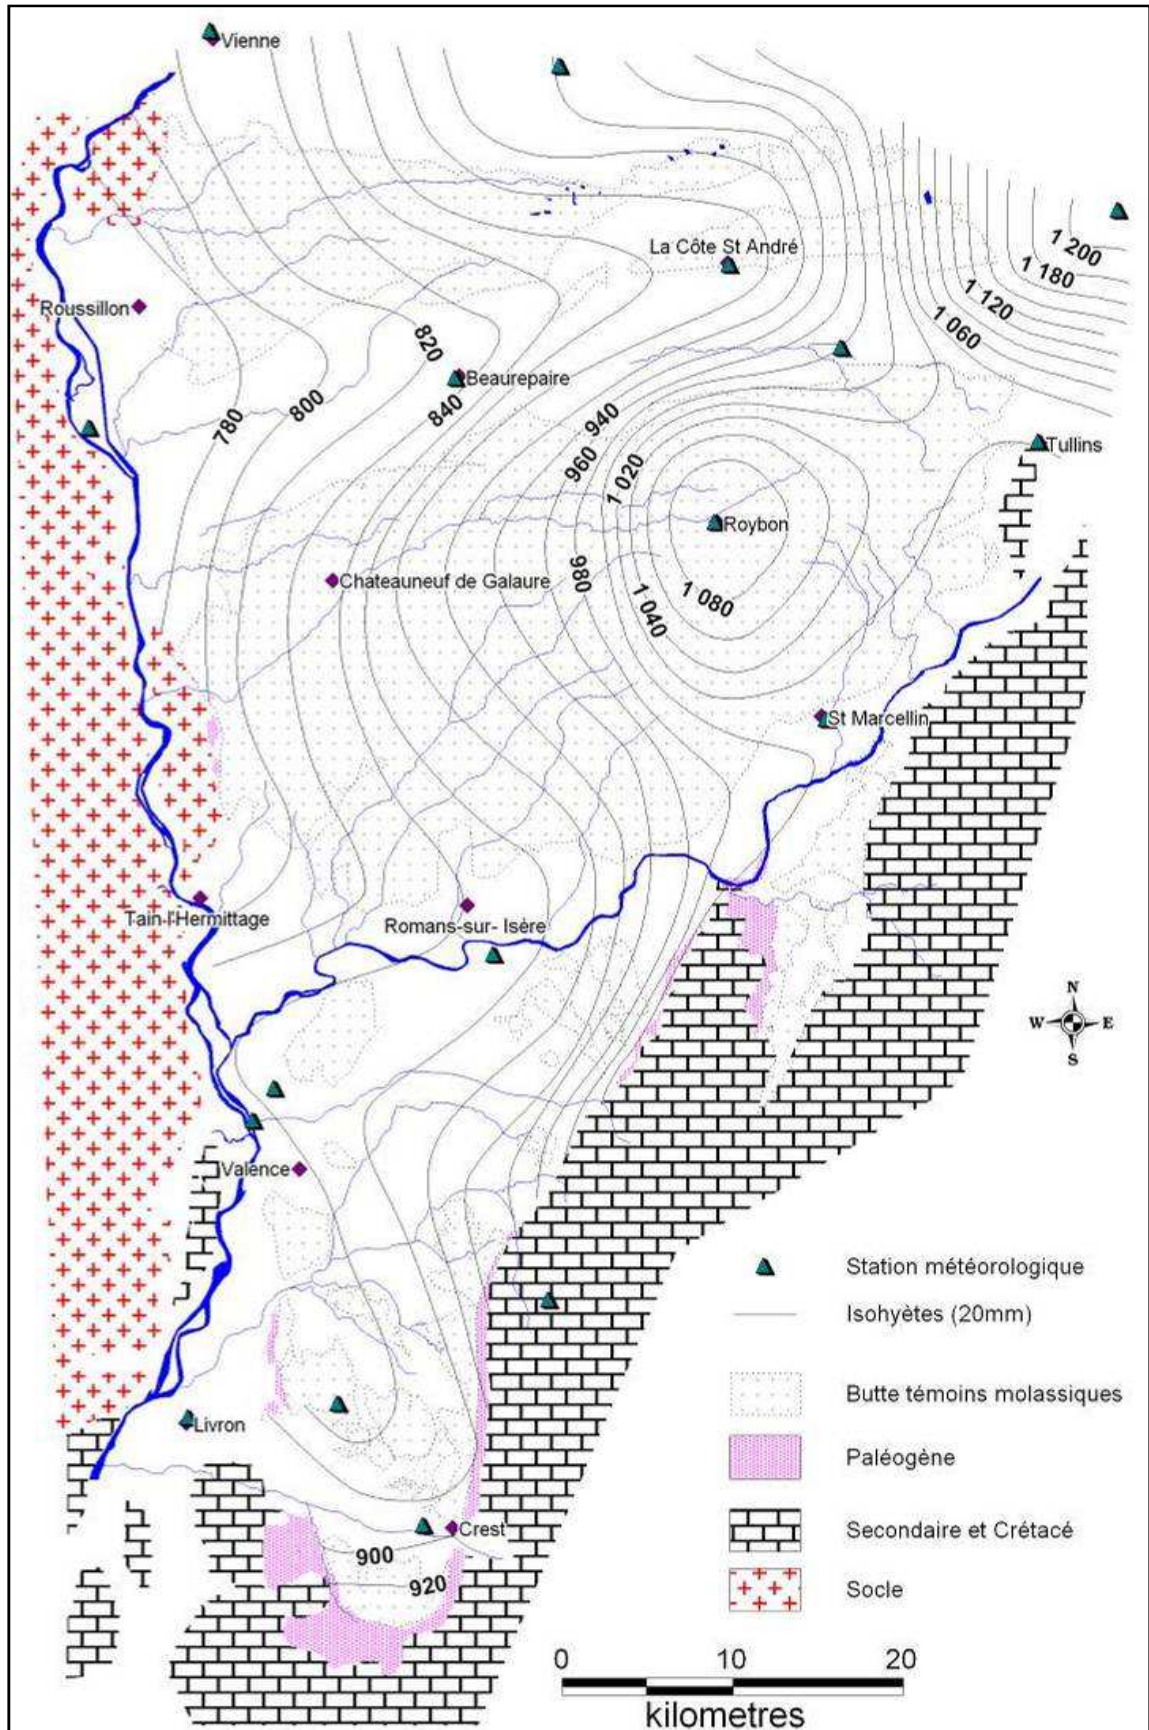 Vienne
La Côte St André
1 200
1 180
1 120
1 060
Roussillon
820
Beaurepaire
780
800
840
940
960
1 020
Tullins
Roybon
Chateauneuf de Galaure
980
1 040
1 080
St Marcellin
Tain l'Hermittage
Romans-sur- Isère
N
W
E
S
Valence
Station météorologique
Isohyètes (20mm)
Butte témoins molassiques
Livron
Paléogène
Crest
Secondaire et Crétacé
900
920
Socle
0 10 20
kilometres